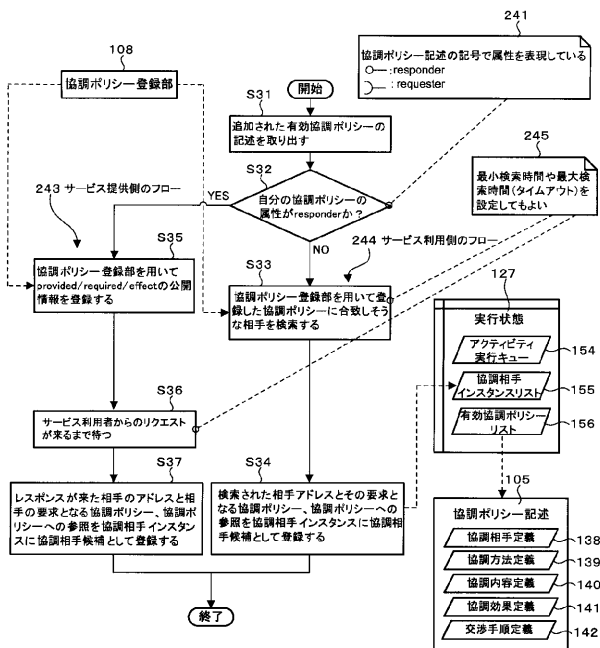 241
108
協調ポリシー登録部
協調ポリシー記述の記号で属性を表現している
:responder
:requester
開始
S31
追加された有効協調ポリシーの
記述を取り出す
245
最小検索時間や最大検
索時間(タイムアウト)を
設定してもよい
S32
YES
自分の協調ポリシーの
属性がresponderか?
NO
243 サービス提供側のフロー
244 サービス利用側のフロー
S35
協調ポリシー登録部を用いて
provided/required/effectの公開
情報を登録する
S33
協調ポリシー登録部を用いて登
録した協調ポリシーに合致しそ
うな相手を検索する
127
実行状態
アクティビティ
実行キュー
154
協調相手
インスタンスリスト
155
有効協調ポリシー
リスト
156
S36
サービス利用者からのリクエスト
が来るまで待つ
S37
レスポンスが来た相手のアドレスと相
手の要求となる協調ポリシー、協調ポ
リシーへの参照を協調相手インスタン
スに協調相手候補として登録する
S34
検索された相手アドレスとその要求と
なる協調ポリシー、協調ポリシーへの
参照を協調相手インスタンスに協調相
手候補として登録する
105
協調ポリシー記述
協調相手定義
138
協調方法定義
139
協調内容定義
140
協調効果定義
141
交渉手順定義
142
終了